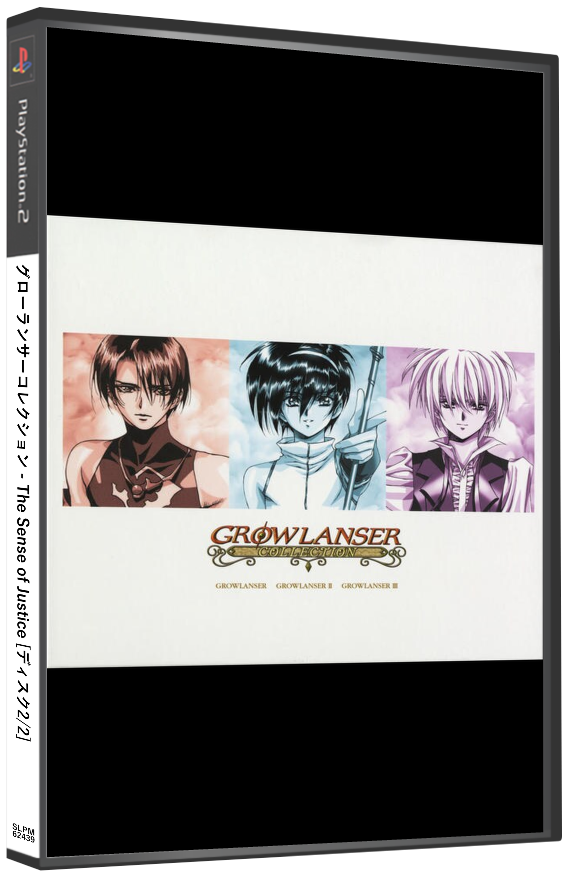 PlayStation.2
グローランサーコレクション - The Sense of Justice [ディスク2/2]
SLPM
62439
GROWLANSER
COLLECTION
GROWLANSER GROWLANSER II GROWLANSER III